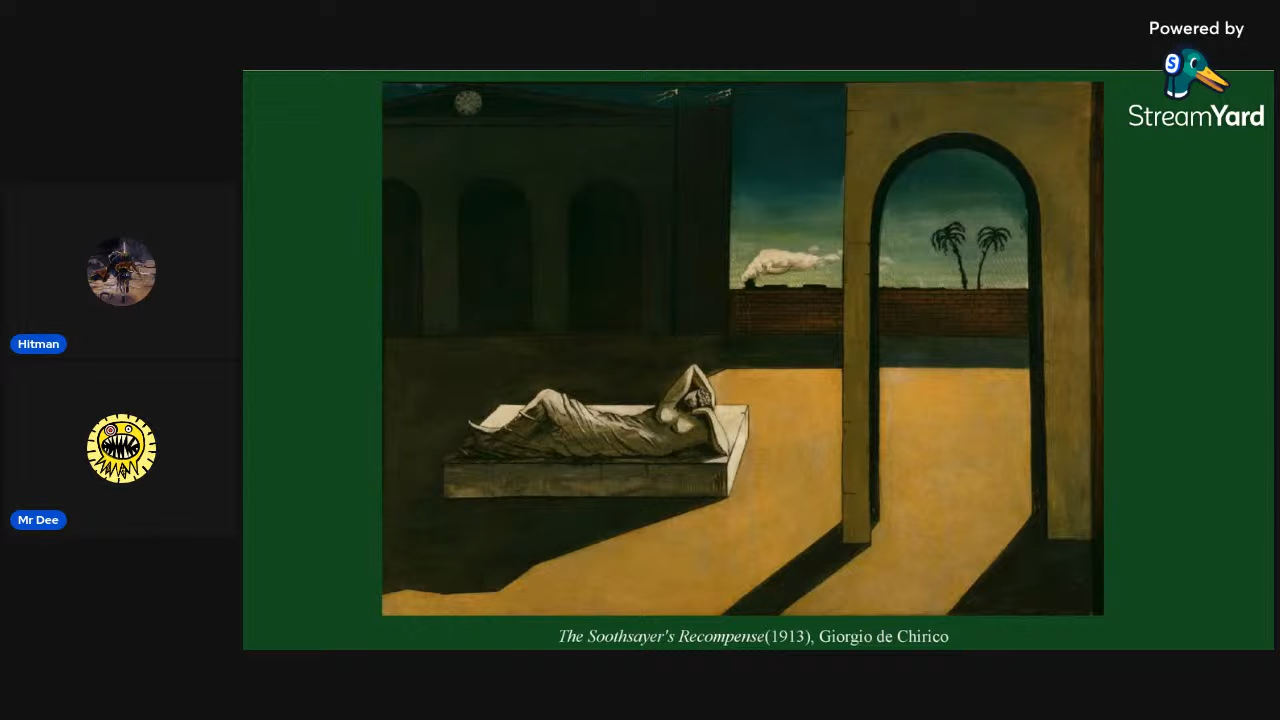 Powered by
S
StreamYard
Hitman
Mr Dee
The Soothsayer's Recompense(1913), Giorgio de Chirico